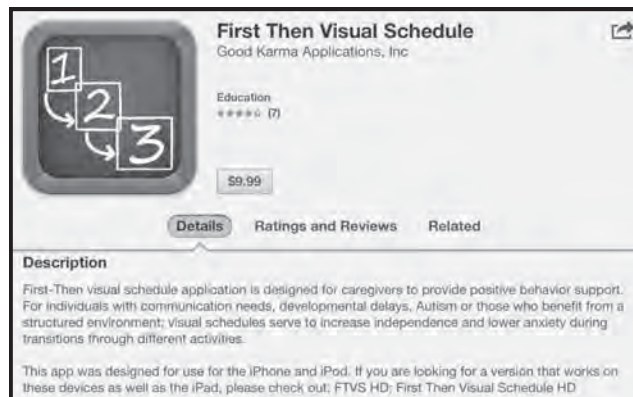 1
2
3
First Then Visual Schedule
Good Karma Applications, Inc
Education
(7)
$9.99
Details Ratings and Reviews Related
Description
First-Then visual schedule application is designed for caregivers to provide positive behavior support.
For individuals with communication needs, developmental delays, Autism or those who benefit from a
structured environment; visual schedules serve to increase independence and lower anxiety during
transitions through different activities.
This app was designed for use for the iPhone and iPod. If you are looking for a version that works on
these devices as well as the iPad, please check out: FTVS HD: First Then Visual Schedule HD